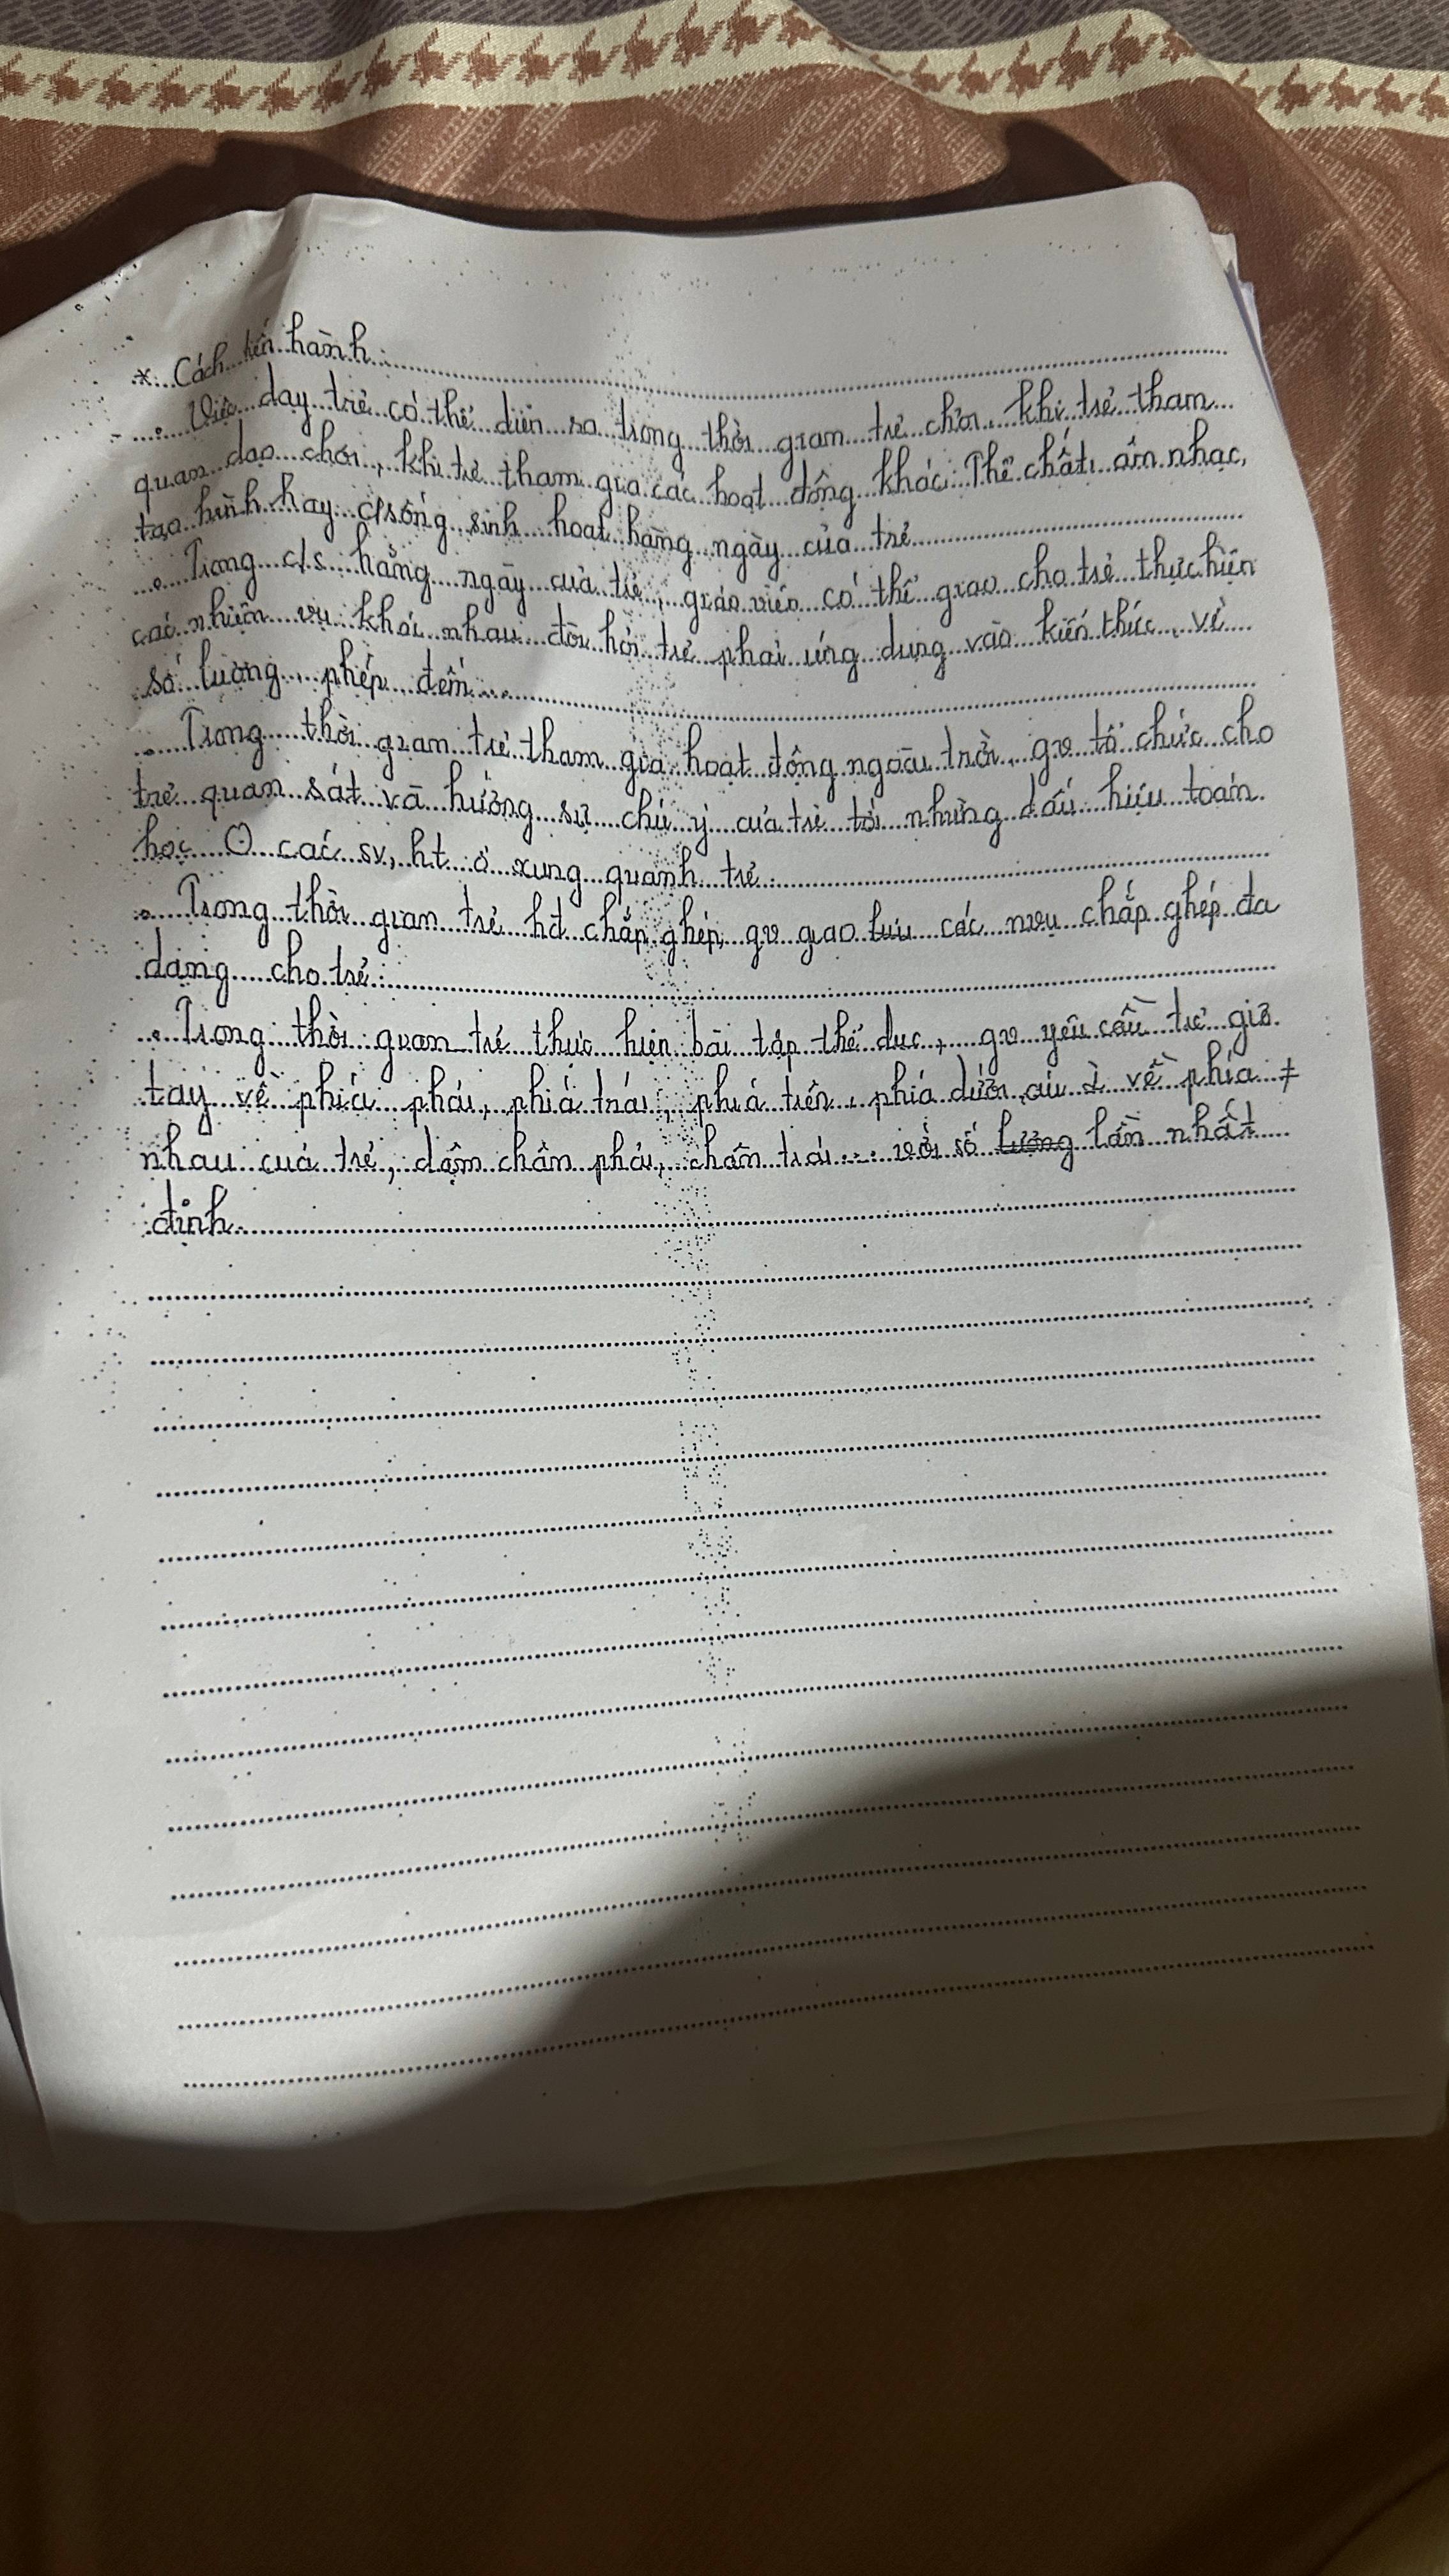 * Cách tiến hành
• Việc dạy trẻ có thể diễn ra trong thời gian trẻ chơi, khi trẻ tham
quan dạo chơi, khi trẻ tham gia các hoạt động khác: Thể chất, âm nhạc,
tạo hình hay c/sống sinh hoạt hàng ngày của trẻ
• Trong c/s hằng ngày của trẻ, giáo viên có thể giao cho trẻ thực hiện
các nhiệm vụ khác nhau đòi hỏi trẻ phải ứng dụng vào kiến thức, về
số lượng, phép đếm...
• Trong thời gian trẻ tham gia hoạt động ngoài trời, gv tổ chức cho
trẻ quan sát và hướng sự chú ý của trẻ tới những dấu hiệu toán
học ở các sv, ht ở xung quanh trẻ.
• Trong thời gian trẻ hđ chắp ghép, gv giao các nvụ chắp ghép đa
dạng cho trẻ.
• Trong thời gian trẻ thực hiện bài tập thể dục, gv yêu cầu trẻ giơ
tay về phía phải, phía trái, phía trên, phía dưới, về phía ≠
nhau của trẻ, dậm chân phải, chân trái... với số lần nhất
định.